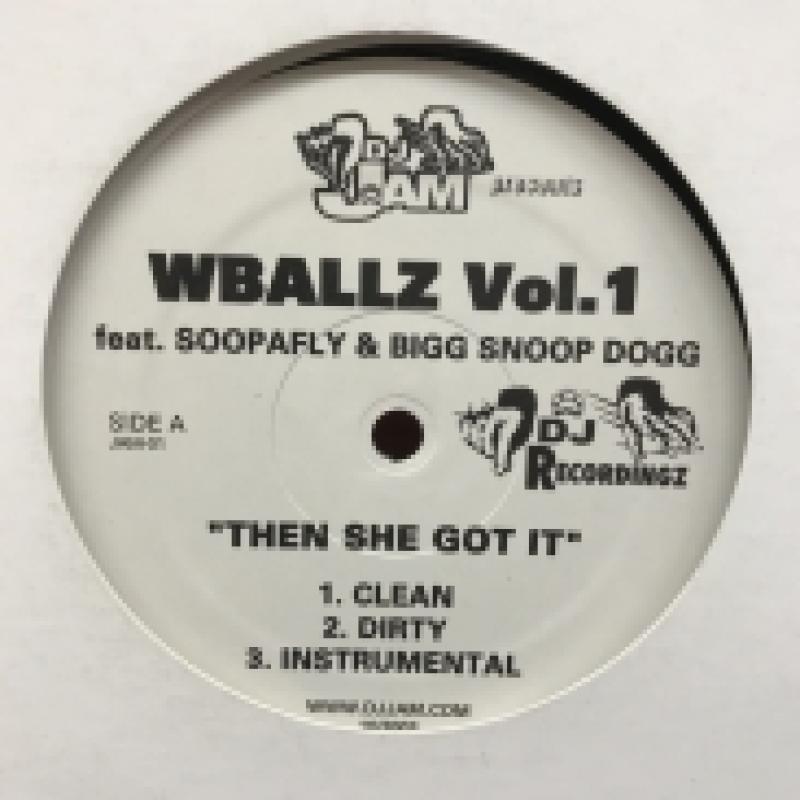 DJ
JAM
WBALLZ Vol.1
feat. SOOPAFLY & BIGG SNOOP DOGG
SIDE A
DJ
RECORDINGZ
"THEN SHE GOT IT"
1. CLEAN
2. DIRTY
3. INSTRUMENTAL
WWW.DJJAM.COM